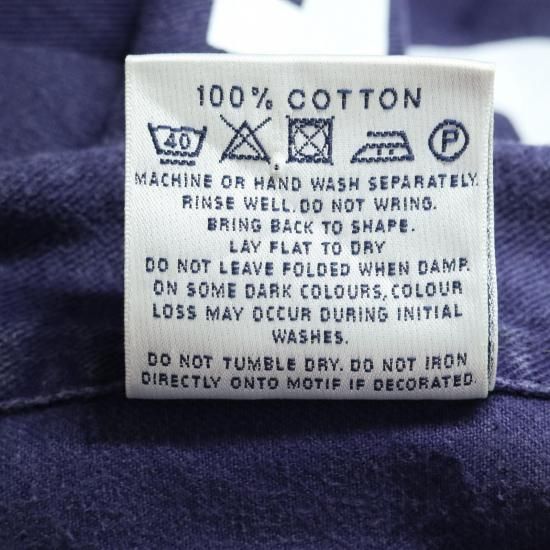 100% COTTON
40 P
MACHINE OR HAND WASH SEPARATELY.
RINSE WELL. DO NOT WRING.
BRING BACK TO SHAPE.
LAY FLAT TO DRY
DO NOT LEAVE FOLDED WHEN DAMP.
ON SOME DARK COLOURS, COLOUR
LOSS MAY OCCUR DURING INITIAL
WASHES.
DO NOT TUMBLE DRY. DO NOT IRON
DIRECTLY ONTO MOTIF IF DECORATED.